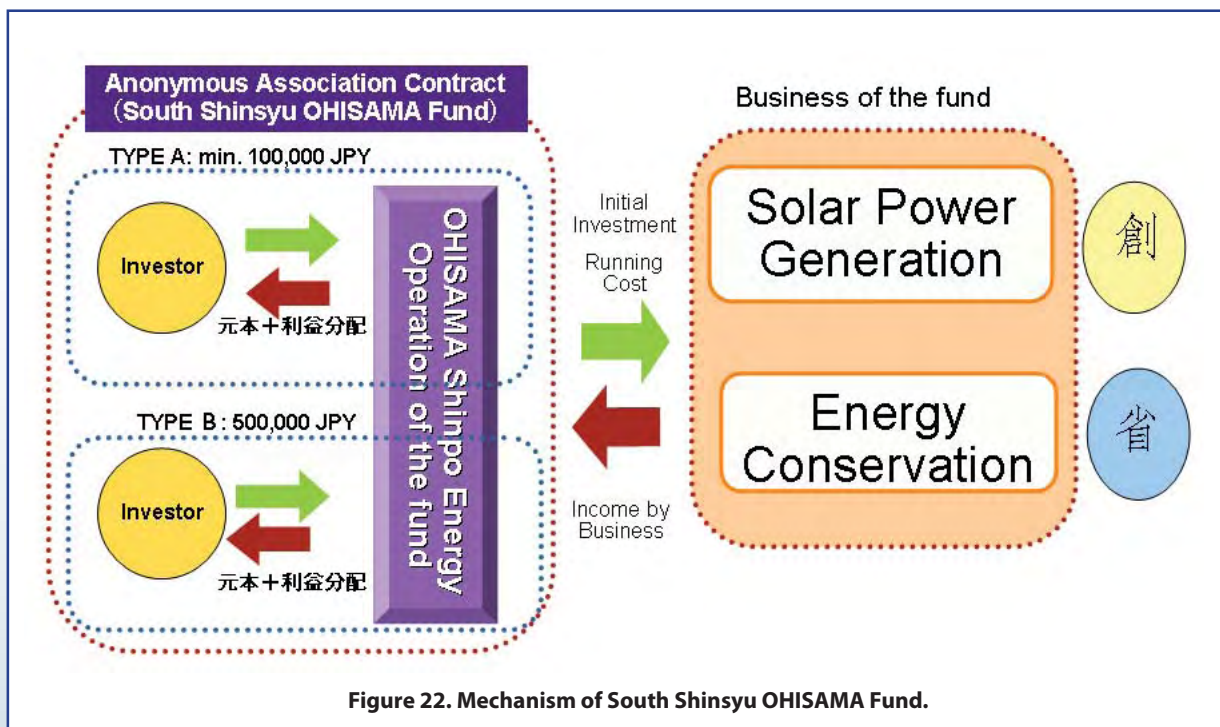 Anonymous Association Contract
(South Shinsyu OHISAMA Fund)
TYPE A: min. 100,000 JPY
Investor
元本＋利益分配
TYPE B : 500,000 JPY
Investor
元本＋利益分配
OHISAMA Shinpo Energy
Operation of the fund
Initial
Investment
Running
Cost
Income by
Business
Business of the fund
Solar Power
Generation
創
Energy
Conservation
省
Figure 22. Mechanism of South Shinsyu OHISAMA Fund.